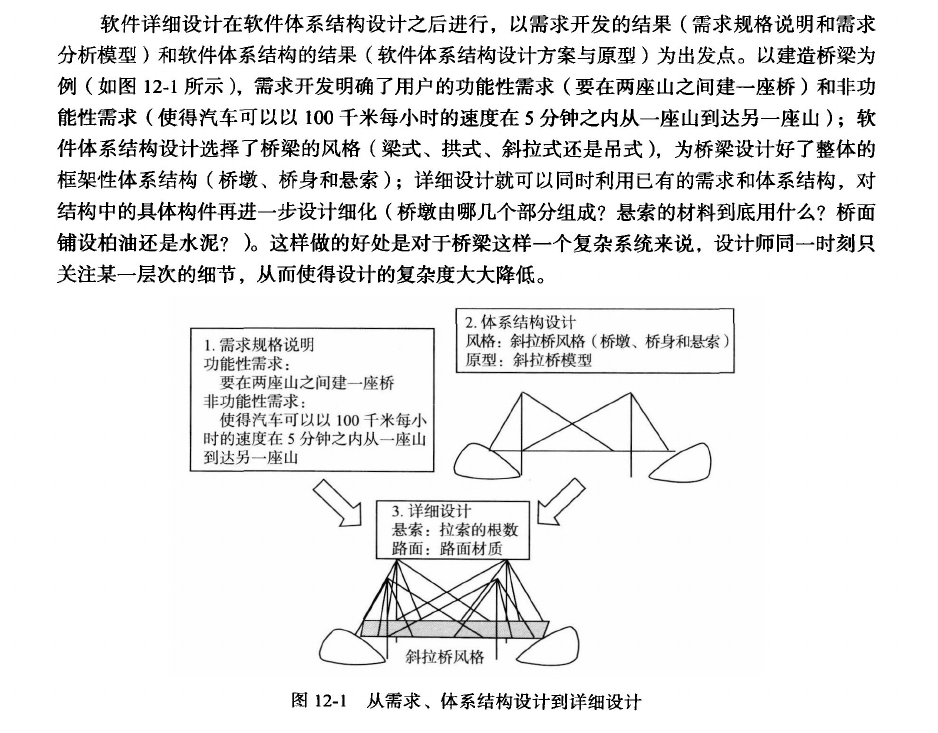 软件详细设计在软件体系结构设计之后进行，以需求开发的结果（需求规格说明和需求
分析模型）和软件体系结构的结果（软件体系结构设计方案与原型）为出发点。以建造桥梁为
例（如图 12-1 所示），需求开发明确了用户的功能性需求（要在两座山之间建一座桥）和非功
能性需求（使得汽车可以以 100 千米每小时的速度在 5 分钟之内从一座山到达另一座山）；软
件体系结构设计选择了桥梁的风格（梁式、拱式、斜拉式还是吊式），为桥梁设计好了整体的
框架性体系结构（桥墩、桥身和悬索）；详细设计就可以同时利用已有的需求和体系结构，对
结构中的具体构件再进一步设计细化（桥墩由哪几个部分组成？悬索的材料到底用什么？桥面
铺设柏油还是水泥？）。这样做的好处是对于桥梁这样一个复杂系统来说，设计师同一时刻只
关注某一层次的细节，从而使得设计的复杂度大大降低。
1. 需求规格说明
功能性需求：
要在两座山之间建一座桥
非功能性需求：
使得汽车可以以 100 千米每小
时的速度在 5 分钟之内从一座山
到达另一座山
2. 体系结构设计
风格：斜拉桥风格（桥墩、桥身和悬索）
原型：斜拉桥模型
3. 详细设计
悬索：拉索的根数
路面：路面材质
斜拉桥风格
图 12-1 从需求、体系结构设计到详细设计